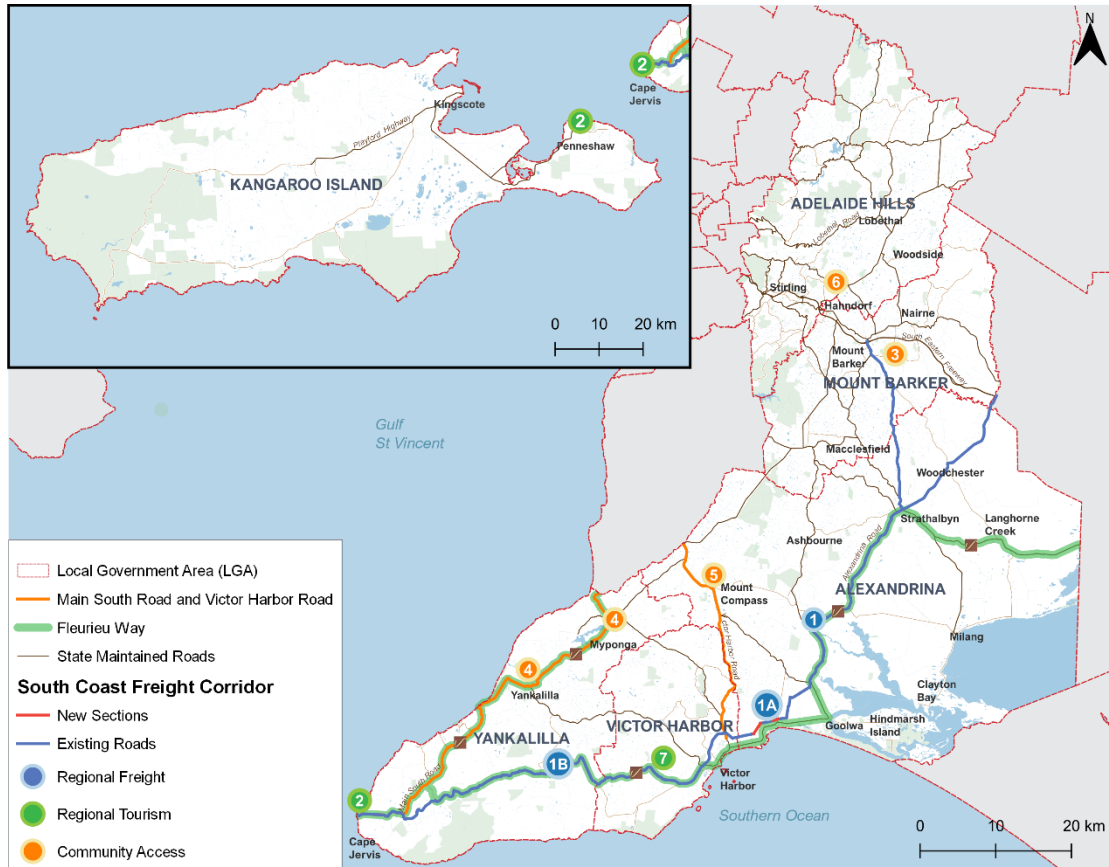 N
2
Cape
Jervis
Kingscote
2
Playford Highway
Penneshaw
KANGAROO ISLAND
0 10 20 km
ADELAIDE HILLS
Lobethal Road
Lobethal
Woodside
6
Stirling
Hahndorf
Nairne
South Eastern Freeway
Mount
Barker
3
MOUNT BARKER
Gulf
St Vincent
Macclesfield
Woodchester
Strathalbyn
Langhorne
Creek
Ashbourne
Alexandrina Road
5
Mount
Compass
ALEXANDRINA
4
1
Milang
Myponga
Victor Harbor Road
4
Yankalilla
Clayton
Bay
1A
Goolwa
Hindmarsh
Island
VICTOR HARBOR
YANKALILLA
1B
7
Main South Road
Victor
Harbor
2
Southern Ocean
Cape
Jervis
0 10 20 km
Local Government Area (LGA)
Main South Road and Victor Harbor Road
Fleurieu Way
State Maintained Roads
South Coast Freight Corridor
New Sections
Existing Roads
Regional Freight
Regional Tourism
Community Access